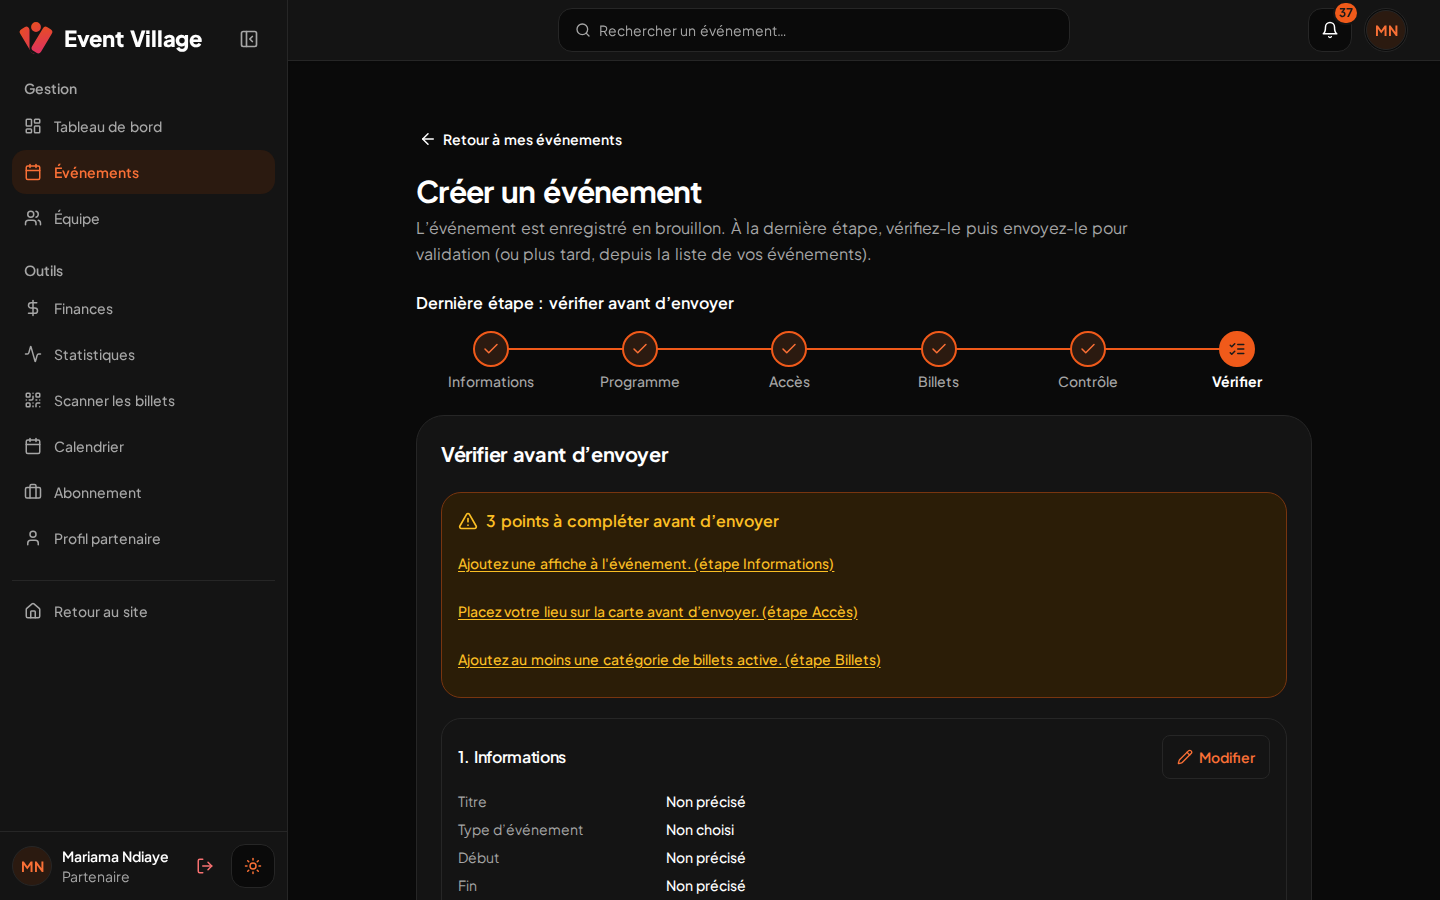 Event Village
Gestion
Tableau de bord
Événements
Équipe
Outils
Finances
Statistiques
Scanner les billets
Calendrier
Abonnement
Profil partenaire
Retour au site
MN
Mariama Ndiaye
Partenaire
Rechercher un événement...
37
MN
Retour à mes événements
Créer un événement
L’événement est enregistré en brouillon. À la dernière étape, vérifiez-le puis envoyez-le pour
validation (ou plus tard, depuis la liste de vos événements).
Dernière étape : vérifier avant d’envoyer
Informations
Programme
Accès
Billets
Contrôle
Vérifier
Vérifier avant d’envoyer
3 points à compléter avant d’envoyer
Ajoutez une affiche à l’événement. (étape Informations)
Placez votre lieu sur la carte avant d’envoyer. (étape Accès)
Ajoutez au moins une catégorie de billets active. (étape Billets)
1. Informations
Modifier
Titre Non précisé
Type d’événement Non choisi
Début Non précisé
Fin Non précisé